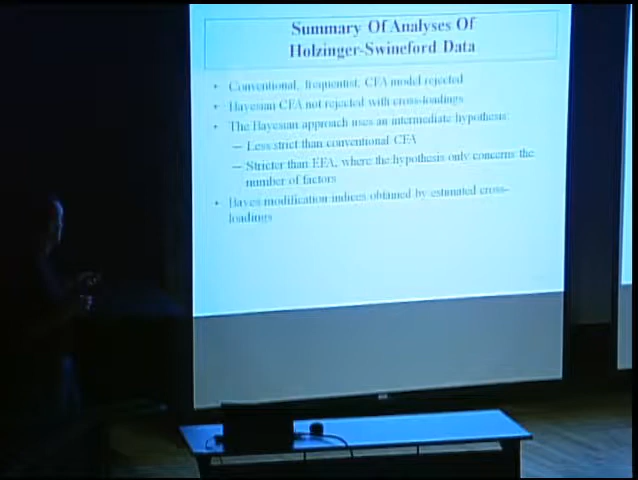 Summary Of Analyses Of
Holzinger-Swineford Data
• Conventional, frequentist, CFA model rejected
• Bayesian CFA not rejected with cross-loadings
• The Bayesian approach uses an intermediate hypothesis:
– Less strict than conventional CFA
– Stricter than EFA, where the hypothesis only concerns the
number of factors
• Bayes modification indices obtained by estimated cross-
loadings